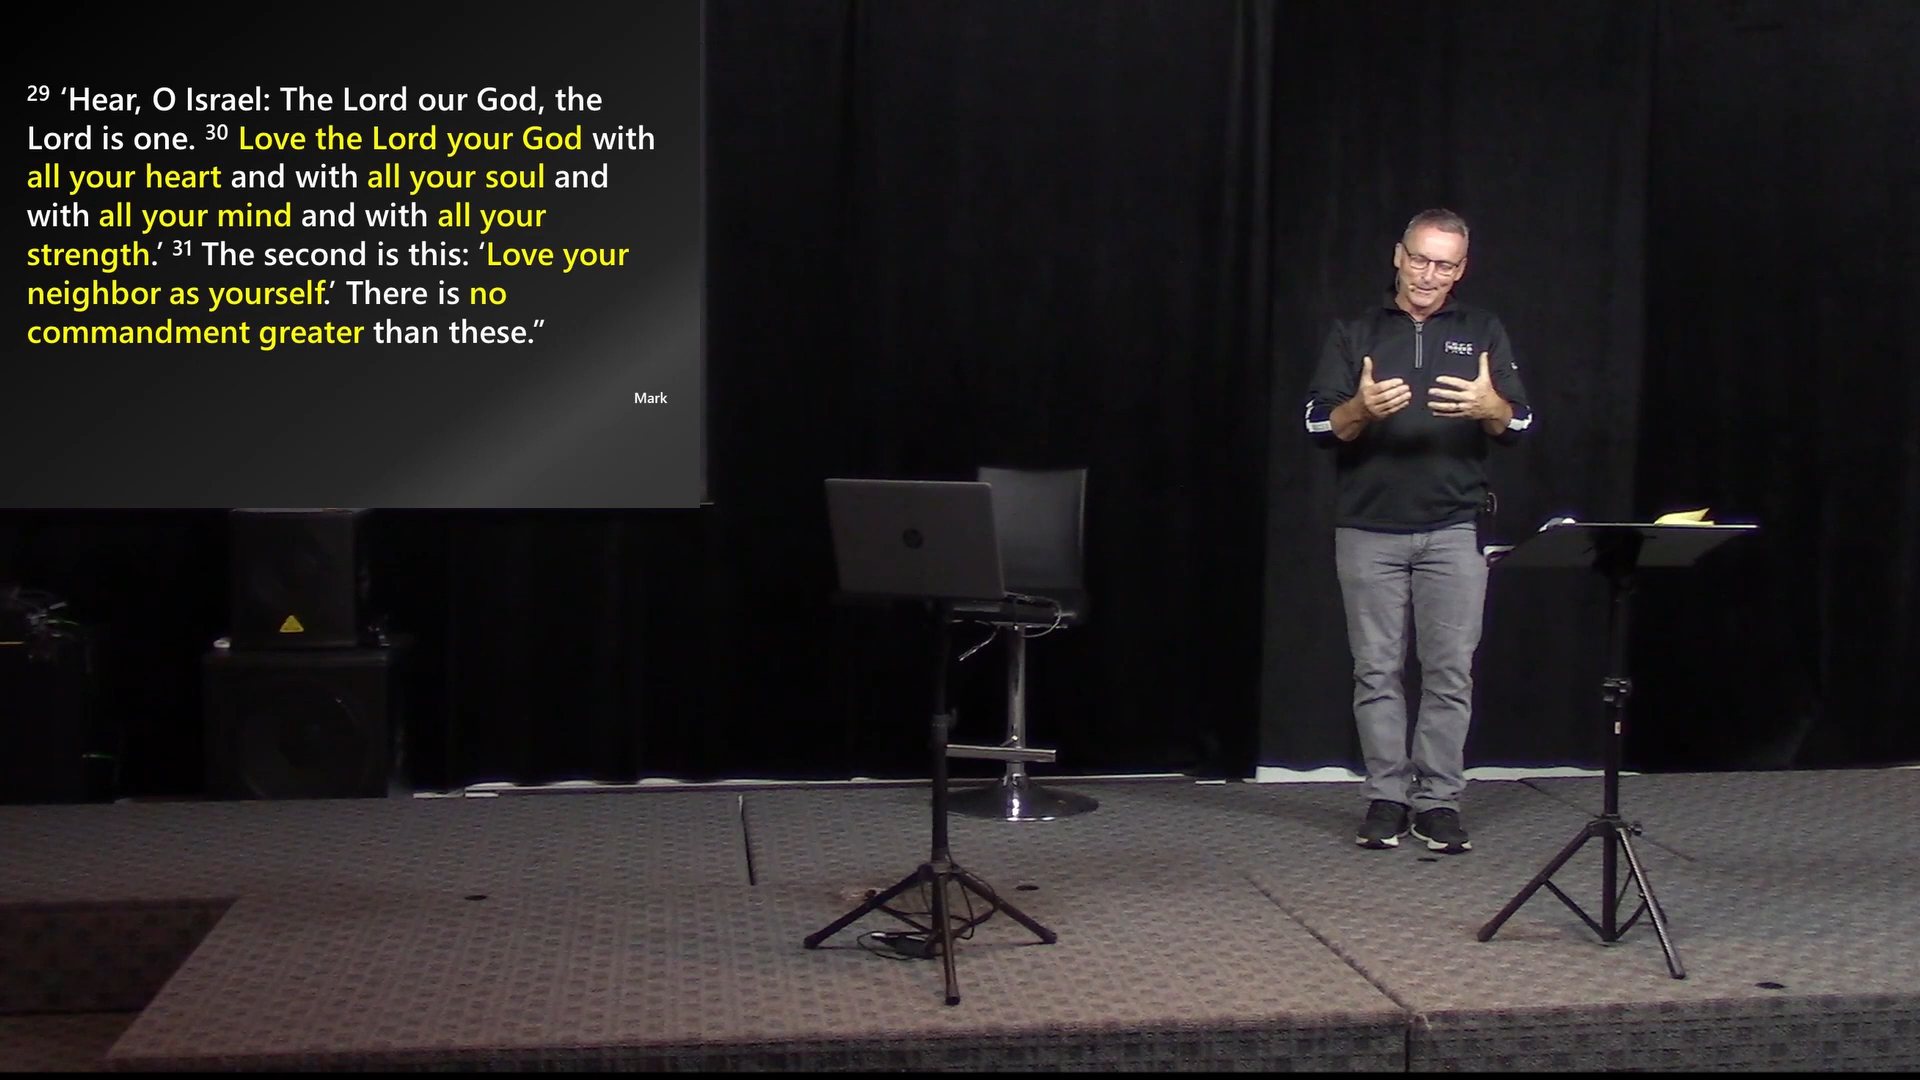 29 ‘Hear, O Israel: The Lord our God, the
Lord is one. 30 Love the Lord your God with
all your heart and with all your soul and
with all your mind and with all your
strength.’ 31 The second is this: ‘Love your
neighbor as yourself.’ There is no
commandment greater than these.”
Mark
hp